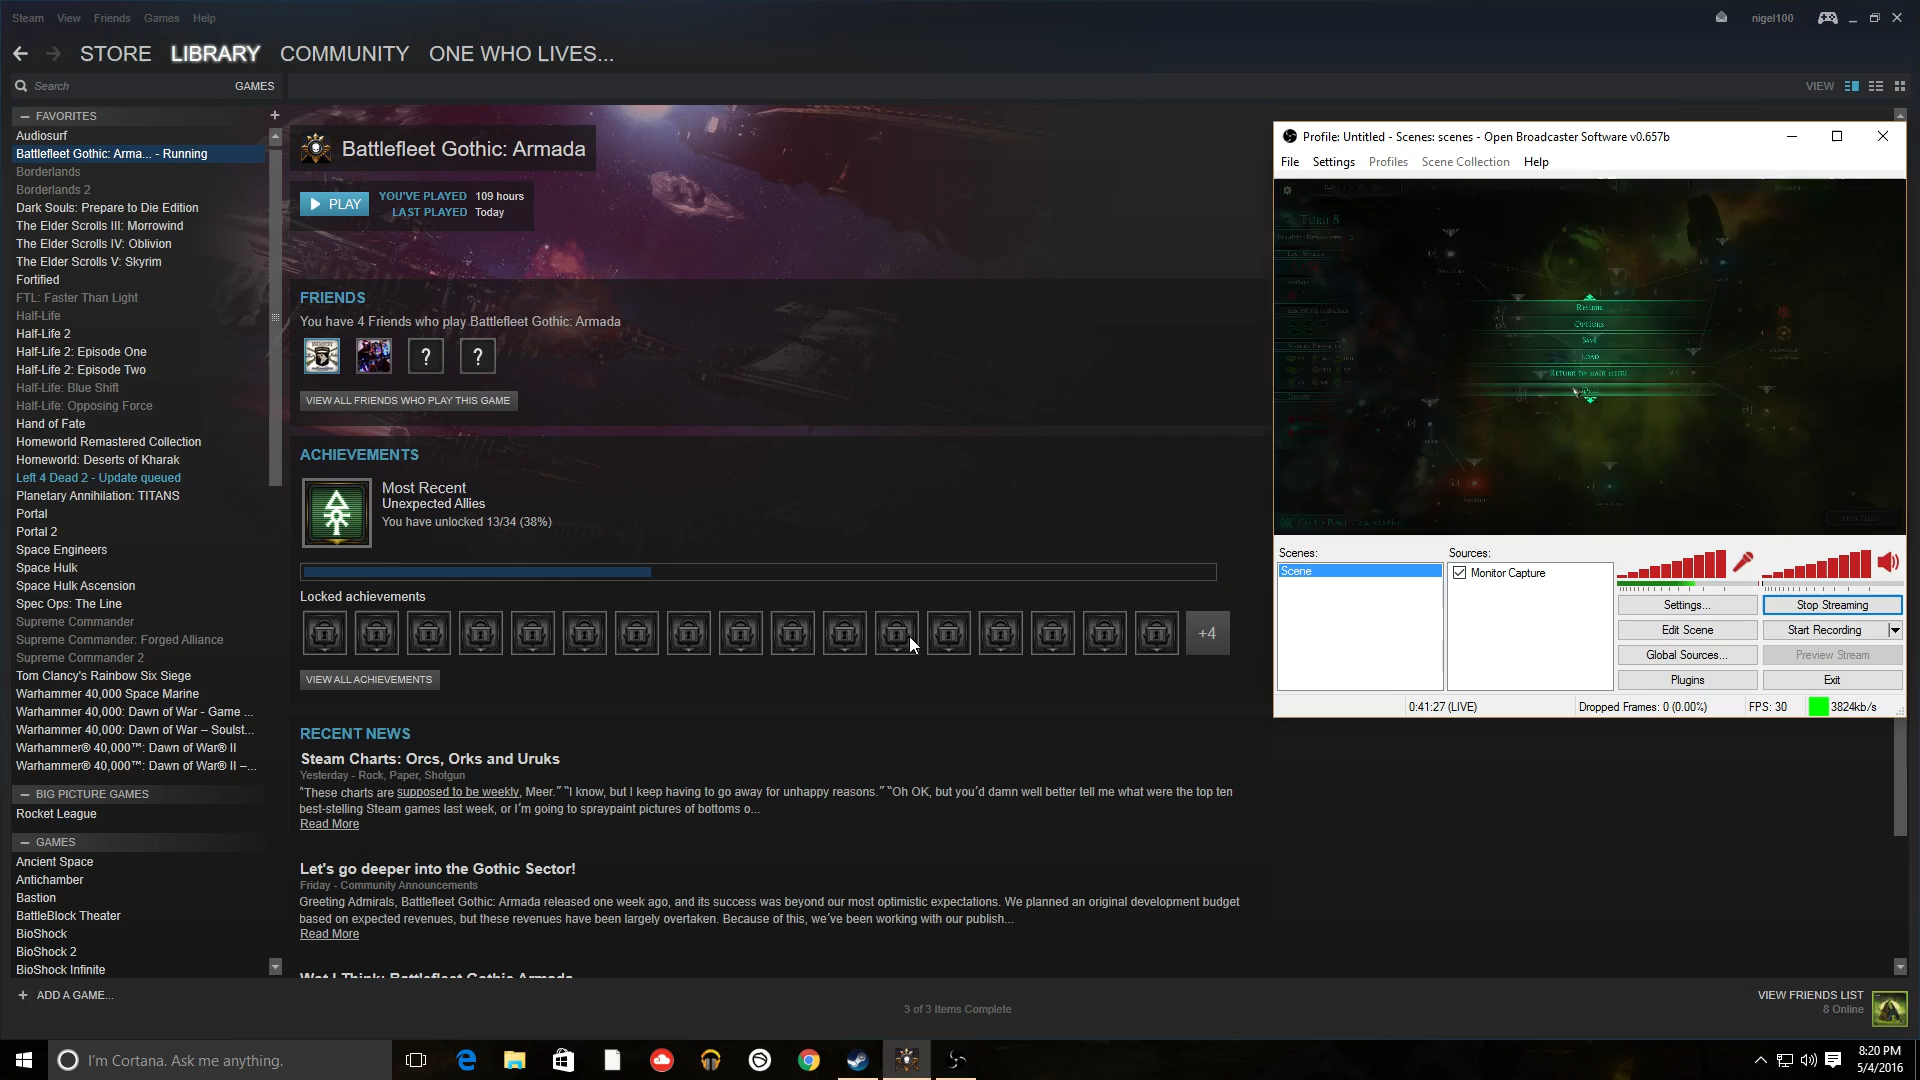 Steam View Friends Games Help
nigel100
STORE LIBRARY COMMUNITY ONE WHO LIVES...
Search GAMES
VIEW
— FAVORITES +
Audiosurf
Battlefleet Gothic: Arma... - Running
Borderlands
Borderlands 2
Dark Souls: Prepare to Die Edition
The Elder Scrolls III: Morrowind
The Elder Scrolls IV: Oblivion
The Elder Scrolls V: Skyrim
Fortified
FTL: Faster Than Light
Half-Life
Half-Life 2
Half-Life 2: Episode One
Half-Life 2: Episode Two
Half-Life: Blue Shift
Half-Life: Opposing Force
Hand of Fate
Homeworld Remastered Collection
Homeworld: Deserts of Kharak
Left 4 Dead 2 - Update queued
Planetary Annihilation: TITANS
Portal
Portal 2
Space Engineers
Space Hulk
Space Hulk Ascension
Spec Ops: The Line
Supreme Commander
Supreme Commander: Forged Alliance
Supreme Commander 2
Tom Clancy's Rainbow Six Siege
Warhammer 40,000 Space Marine
Warhammer 40,000: Dawn of War - Game ...
Warhammer 40,000: Dawn of War – Soulst...
Warhammer® 40,000™: Dawn of War® II
Warhammer® 40,000™: Dawn of War® II –...
— BIG PICTURE GAMES
Rocket League
— GAMES
Ancient Space
Antichamber
Bastion
BattleBlock Theater
BioShock
BioShock 2
BioShock Infinite
+ ADD A GAME...
Battlefleet Gothic: Armada
PLAY
YOU'VE PLAYED 109 hours
LAST PLAYED Today
FRIENDS
You have 4 Friends who play Battlefleet Gothic: Armada
? ?
VIEW ALL FRIENDS WHO PLAY THIS GAME
ACHIEVEMENTS
Most Recent
Unexpected Allies
You have unlocked 13/34 (38%)
Locked achievements
+4
VIEW ALL ACHIEVEMENTS
RECENT NEWS
Steam Charts: Orcs, Orks and Uruks
Yesterday - Rock, Paper, Shotgun
“These charts are supposed to be weekly, Meer.” “I know, but I keep having to go away for unhappy reasons.” “Oh OK, but you’d damn well better tell me what were the top ten
best-stelling Steam games last week, or I’m going to spraypaint pictures of bottoms o...
Read More
Let's go deeper into the Gothic Sector!
Friday - Community Announcements
Greeting Admirals, Battlefleet Gothic: Armada released one week ago, and its success was beyond our most optimistic expectations. We planned an original development budget
based on expected revenues, but these revenues have been largely overtaken. Because of this, we’ve been working with our publish...
Read More
Wot I Think: Battlefleet Gothic Armada
3 of 3 Items Complete
VIEW FRIENDS LIST
8 Online
Profile: Untitled - Scenes: scenes - Open Broadcaster Software v0.657b
File Settings Profiles Scene Collection Help
Turn 8
Resume
Options
Save
Load
Return to main menu
Quit
Scenes:
Scene
Sources:
Monitor Capture
Settings... Stop Streaming
Edit Scene Start Recording
Global Sources... Preview Stream
Plugins Exit
0:41:27 (LIVE) Dropped Frames: 0 (0.00%) FPS: 30 3824kb/s
I'm Cortana. Ask me anything.
8:20 PM
5/4/2016